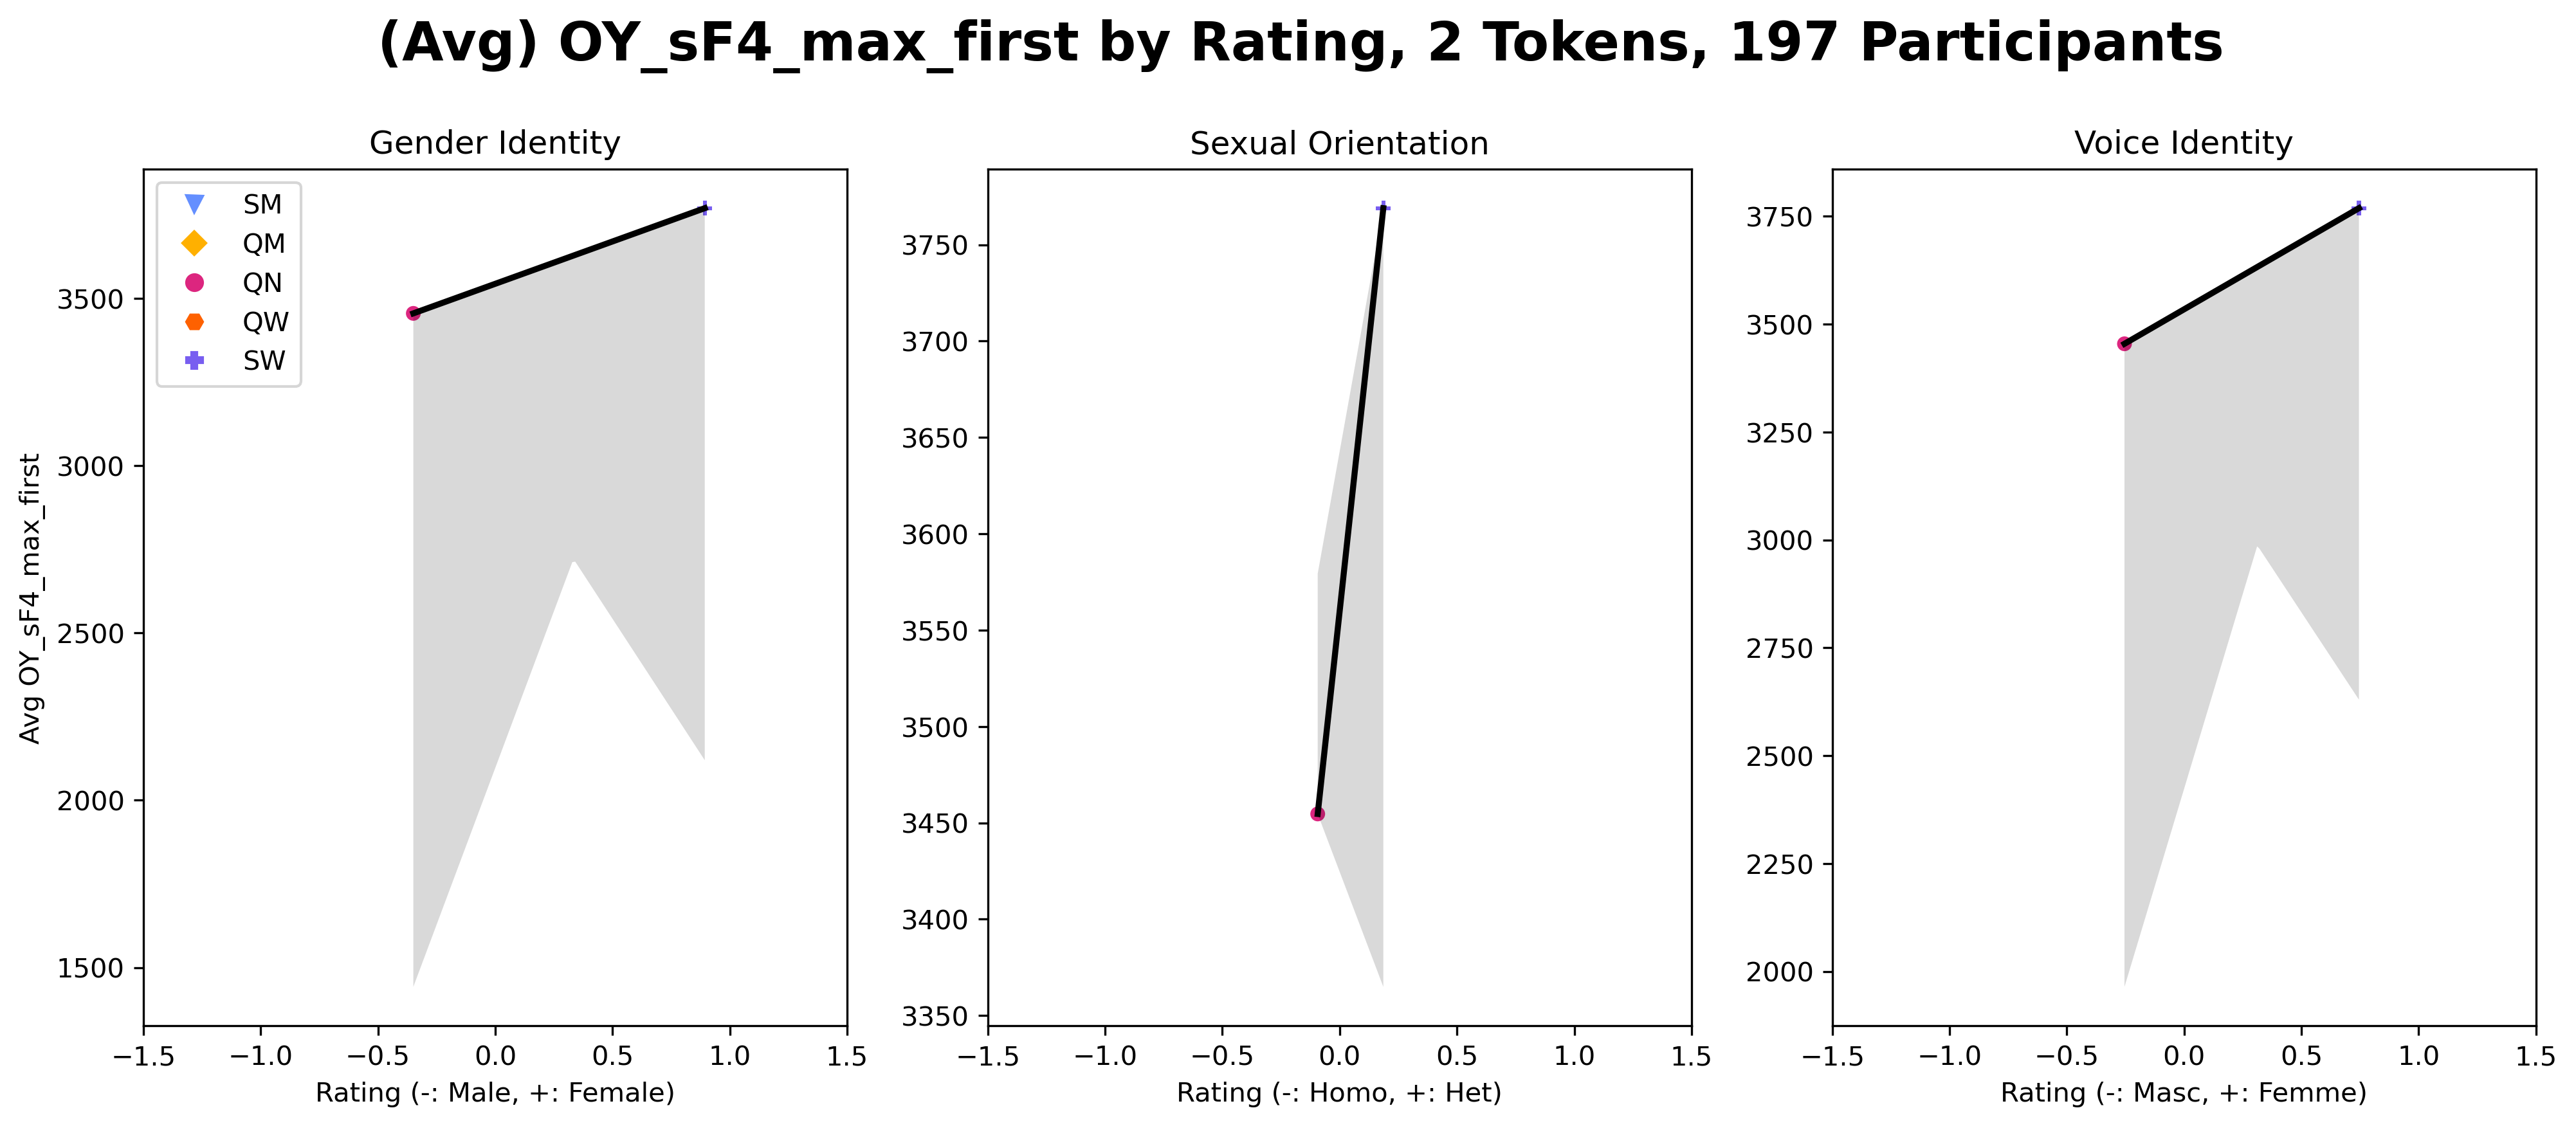 (Avg) OY_sF4_max_first by Rating, 2 Tokens, 197 Participants
Gender Identity
SM
QM
QN
QW
SW
3500
3000
2500
2000
1500
Avg OY_sF4_max_first
−1.5 −1.0 −0.5 0.0 0.5 1.0 1.5
Rating (-: Male, +: Female)
Sexual Orientation
3750
3700
3650
3600
3550
3500
3450
3400
3350
−1.5 −1.0 −0.5 0.0 0.5 1.0 1.5
Rating (-: Homo, +: Het)
Voice Identity
3750
3500
3250
3000
2750
2500
2250
2000
−1.5 −1.0 −0.5 0.0 0.5 1.0 1.5
Rating (-: Masc, +: Femme)